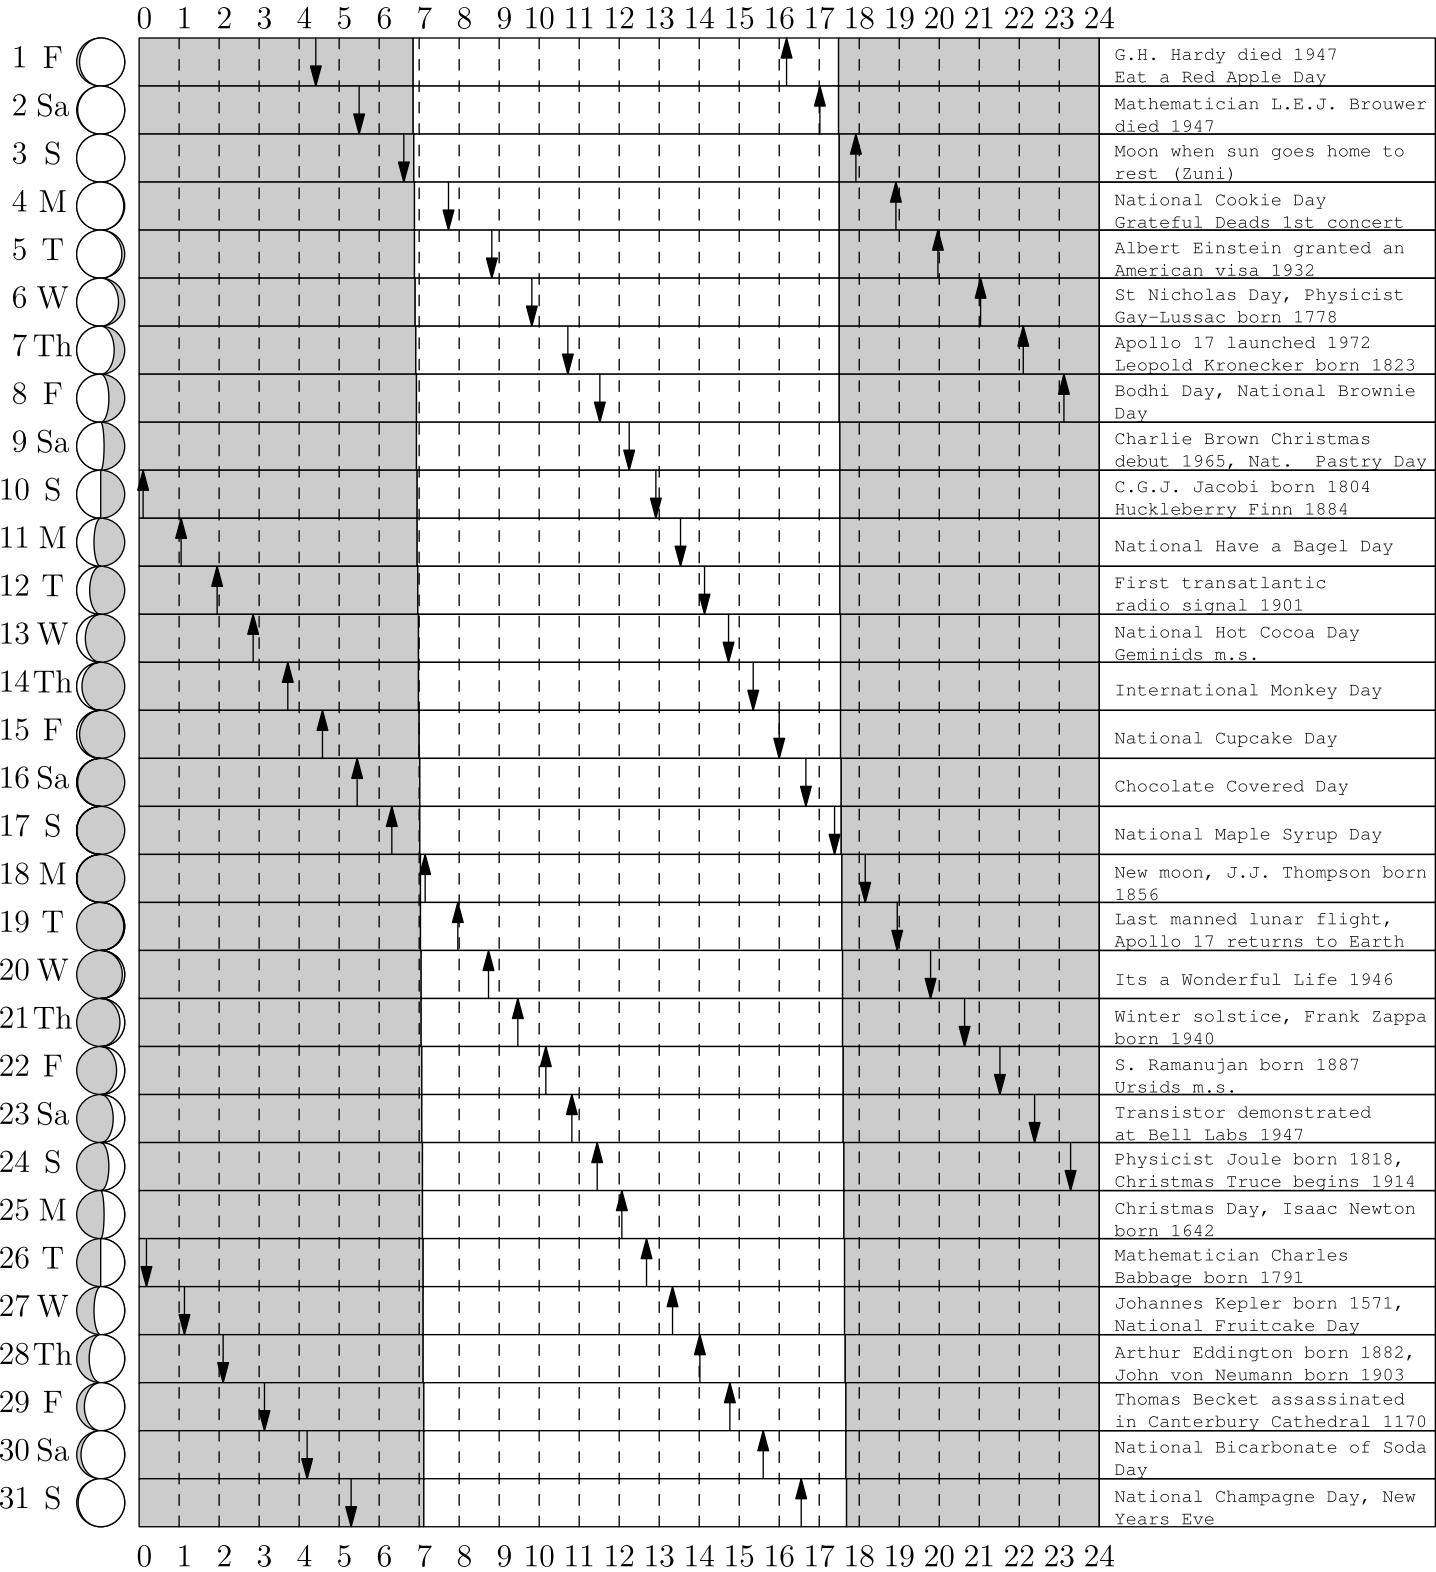 0 1 2 3 4 5 6 7 8 9 10 11 12 13 14 15 16 17 18 19 20 21 22 23 24
1 F G.H. Hardy died 1947
Eat a Red Apple Day
2 Sa Mathematician L.E.J. Brouwer
died 1947
3 S Moon when sun goes home to
rest (Zuni)
4 M National Cookie Day
Grateful Deads 1st concert
5 T Albert Einstein granted an
American visa 1932
6 W St Nicholas Day, Physicist
Gay-Lussac born 1778
7 Th Apollo 17 launched 1972
Leopold Kronecker born 1823
8 F Bodhi Day, National Brownie
Day
9 Sa Charlie Brown Christmas
debut 1965, Nat. Pastry Day
10 S C.G.J. Jacobi born 1804
Huckleberry Finn 1884
11 M National Have a Bagel Day
12 T First transatlantic
radio signal 1901
13 W National Hot Cocoa Day
Geminids m.s.
14 Th International Monkey Day
15 F National Cupcake Day
16 Sa Chocolate Covered Day
17 S National Maple Syrup Day
18 M New moon, J.J. Thompson born
1856
19 T Last manned lunar flight,
Apollo 17 returns to Earth
20 W Its a Wonderful Life 1946
21 Th Winter solstice, Frank Zappa
born 1940
22 F S. Ramanujan born 1887
Ursids m.s.
23 Sa Transistor demonstrated
at Bell Labs 1947
24 S Physicist Joule born 1818,
Christmas Truce begins 1914
25 M Christmas Day, Isaac Newton
born 1642
26 T Mathematician Charles
Babbage born 1791
27 W Johannes Kepler born 1571,
National Fruitcake Day
28 Th Arthur Eddington born 1882,
John von Neumann born 1903
29 F Thomas Becket assassinated
in Canterbury Cathedral 1170
30 Sa National Bicarbonate of Soda
Day
31 S National Champagne Day, New
Years Eve
0 1 2 3 4 5 6 7 8 9 10 11 12 13 14 15 16 17 18 19 20 21 22 23 24